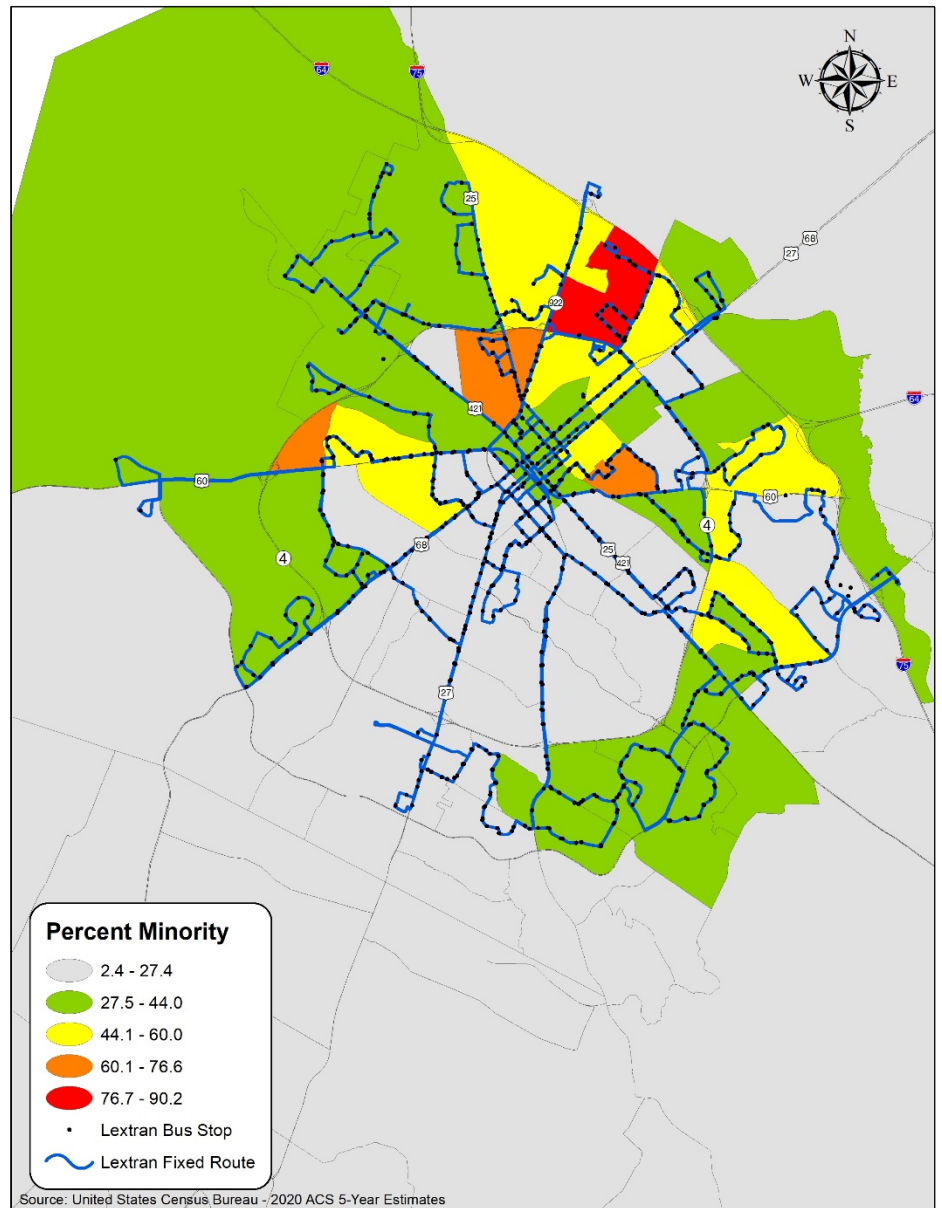 N
W E
S
64
75
25
68
27
922
421
64
60
60
4
4
68
25
421
75
27
Percent Minority
2.4 - 27.4
27.5 - 44.0
44.1 - 60.0
60.1 - 76.6
76.7 - 90.2
Lextran Bus Stop
Lextran Fixed Route
Source: United States Census Bureau - 2020 ACS 5-Year Estimates